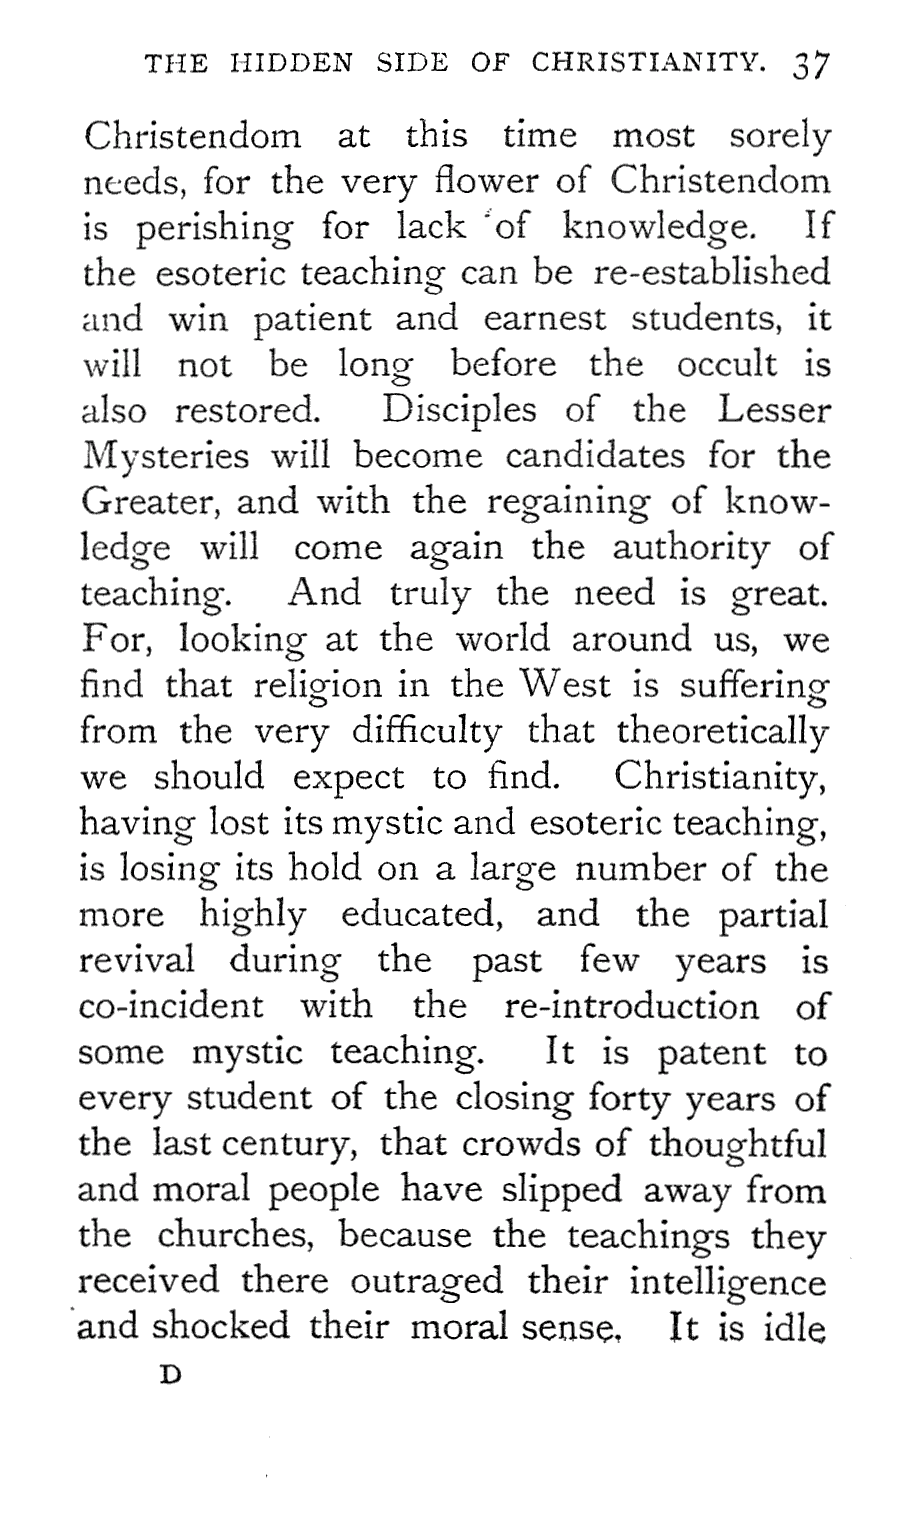 THE HIDDEN SIDE OF CHRISTIANITY. 37
Christendom at this time most sorely
needs, for the very flower of Christendom
is perishing for lack of knowledge. If
the esoteric teaching can be re-established
and win patient and earnest students, it
will not be long before the occult is
also restored. Disciples of the Lesser
Mysteries will become candidates for the
Greater, and with the regaining of know-
ledge will come again the authority of
teaching. And truly the need is great.
For, looking at the world around us, we
find that religion in the West is suffering
from the very difficulty that theoretically
we should expect to find. Christianity,
having lost its mystic and esoteric teaching,
is losing its hold on a large number of the
more highly educated, and the partial
revival during the past few years is
co-incident with the re-introduction of
some mystic teaching. It is patent to
every student of the closing forty years of
the last century, that crowds of thoughtful
and moral people have slipped away from
the churches, because the teachings they
received there outraged their intelligence
and shocked their moral sense. It is idle
D